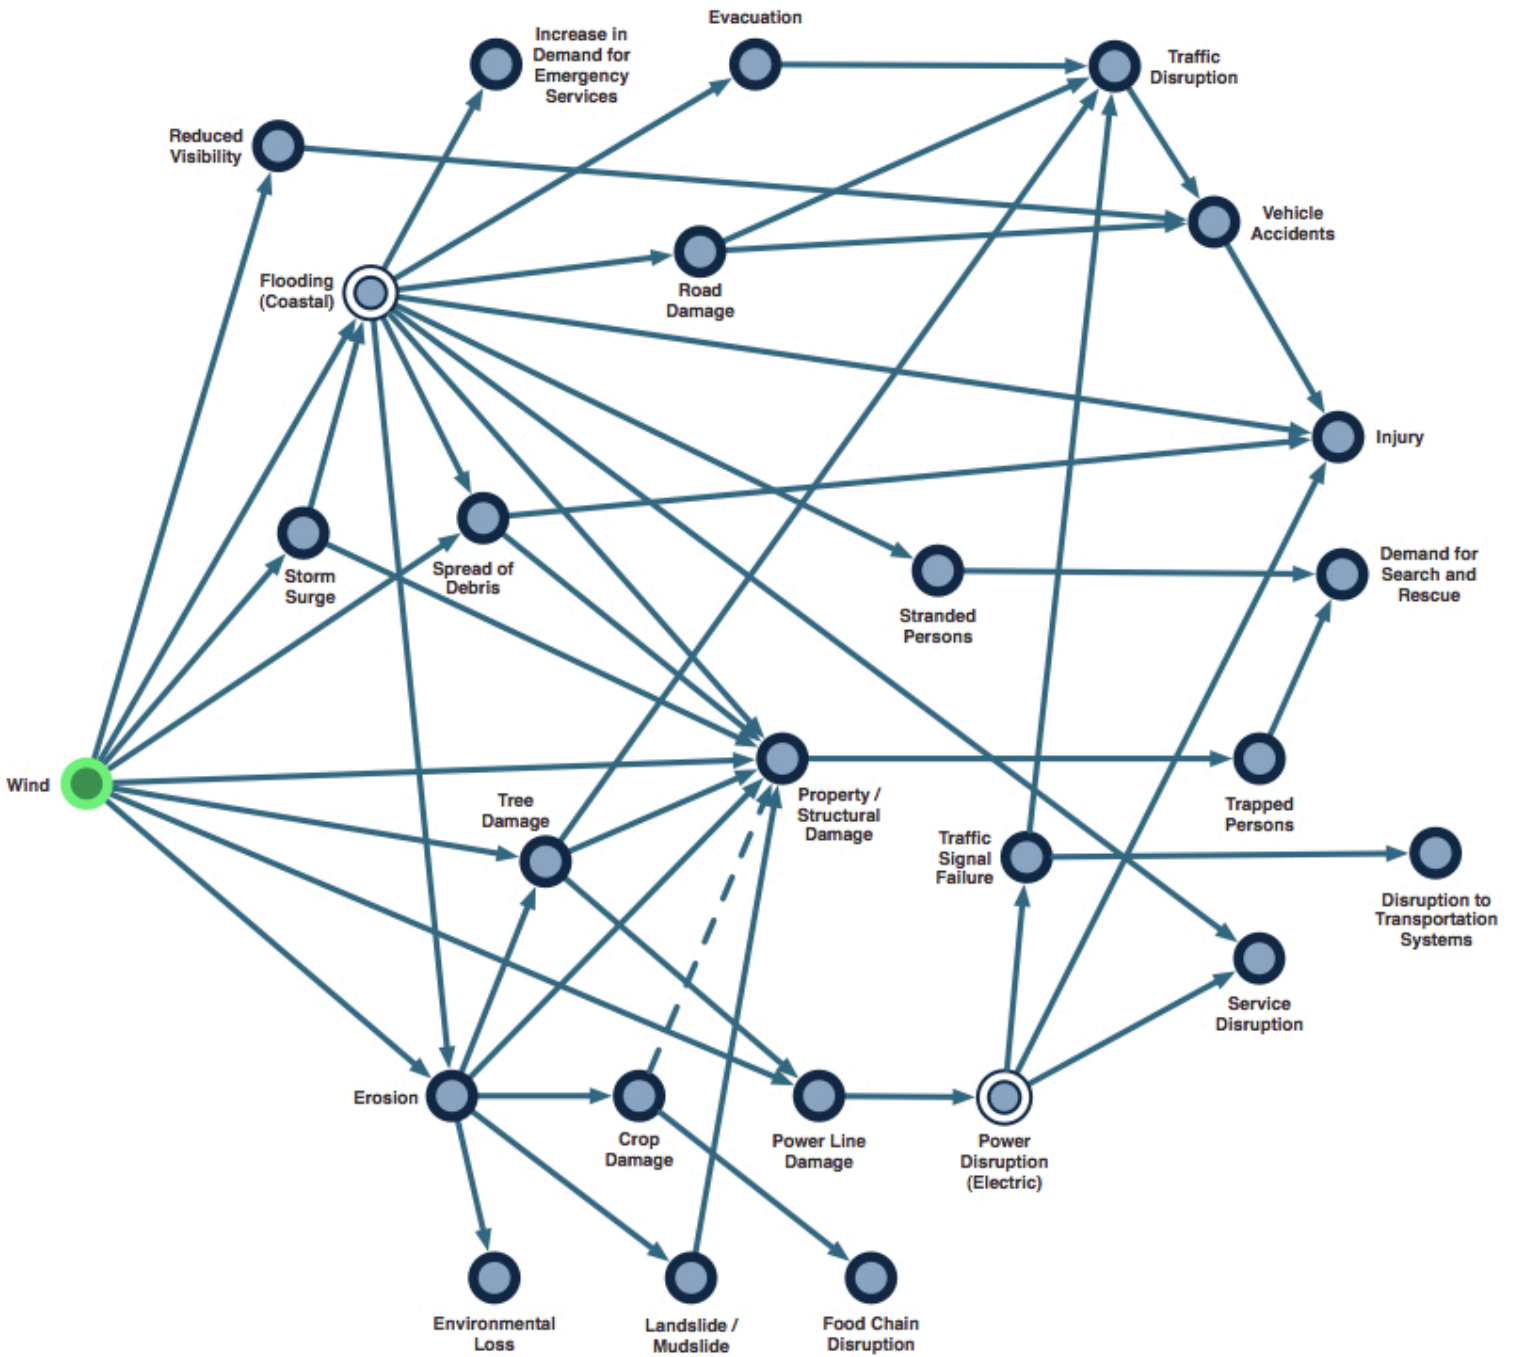 Evacuation
Increase in
Demand for
Emergency
Services
Traffic
Disruption
Reduced
Visibility
Vehicle
Accidents
Flooding
(Coastal)
Road
Damage
Injury
Storm
Surge
Spread of
Debris
Demand for
Search and
Rescue
Stranded
Persons
Wind
Tree
Damage
Property /
Structural
Damage
Trapped
Persons
Traffic
Signal
Failure
Disruption to
Transportation
Systems
Service
Disruption
Erosion
Crop
Damage
Power Line
Damage
Power
Disruption
(Electric)
Environmental
Loss
Landslide /
Mudslide
Food Chain
Disruption